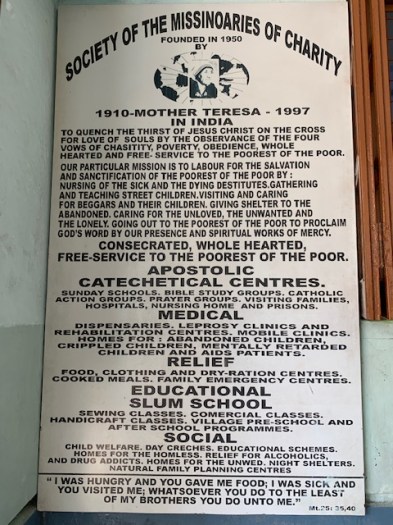 SOCIETY OF THE MISSINOARIES OF CHARITY
FOUNDED IN 1950
BY
1910-MOTHER TERESA - 1997
IN INDIA
TO QUENCH THE THIRST OF JESUS CHRIST ON THE CROSS
FOR LOVE OF SOULS BY THE OBSERVANCE OF THE FOUR
VOWS OF CHASITITY, POVERTY, OBEDIENCE, WHOLE
HEARTED AND FREE- SERVICE TO THE POOREST OF THE POOR.
OUR PARTICULAR MISSION IS TO LABOUR FOR THE SALVATION
AND SANCTIFICATION OF THE POOREST OF THE POOR BY :
NURSING OF THE SICK AND THE DYING DESTITUTES.GATHERING
AND TEACHING STREET CHILDREN.VISITING AND CARING
FOR BEGGARS AND THEIR CHILDREN. GIVING SHELTER TO THE
ABANDONED. CARING FOR THE UNLOVED, THE UNWANTED AND
THE LONELY. GOING OUT TO THE POOREST OF THE POOR TO PROCLAIM
GOD'S WORD BY OUR PRESENCE AND SPIRITUAL WORKS OF MERCY.
CONSECRATED, WHOLE HEARTED,
FREE-SERVICE TO THE POOREST OF THE POOR.
APOSTOLIC
CATECHETICAL CENTRES.
SUNDAY SCHOOLS. BIBLE STUDY GROUPS. CATHOLIC
ACTION GROUPS. PRAYER GROUPS. VISITING FAMILIES,
HOSPITALS, NURSING HOME AND PRISONS.
MEDICAL
DISPENSARIES. LEPROSY CLINICS AND
REHABILITATION CENTRES. MOBILE CLINICS.
HOMES FOR : ABANDONED CHILDREN,
CRIPPLED CHILDREN, MENTALLY RETARDED
CHILDREN AND AIDS PATIENTS.
RELIEF
FOOD, CLOTHING AND DRY-RATION CENTRES.
COOKED MEALS. FAMILY EMERGENCY CENTRES.
EDUCATIONAL
SLUM SCHOOL
SEWING CLASSES. COMERCIAL CLASSES.
HANDICRAFT CLASSES. VILLAGE PRE-SCHOOL AND
AFTER SCHOOL PROGRAMMES.
SOCIAL
CHILD WELFARE. DAY CRECHES. EDUCATIONAL SCHEMES.
HOMES FOR THE HOMLESS. RELIEF FOR ALCOHOLICS,
AND DRUG ADDICTS. HOMES FOR THE UNWED. NIGHT SHELTERS.
NATURAL FAMILY PLANNING CENTRES
" I WAS HUNGRY AND YOU GAVE ME FOOD; I WAS SICK AND
YOU VISITED ME; WHATSOEVER YOU DO TO THE LEAST
OF MY BROTHERS YOU DO UNTO ME."
Mt.25: 35,40